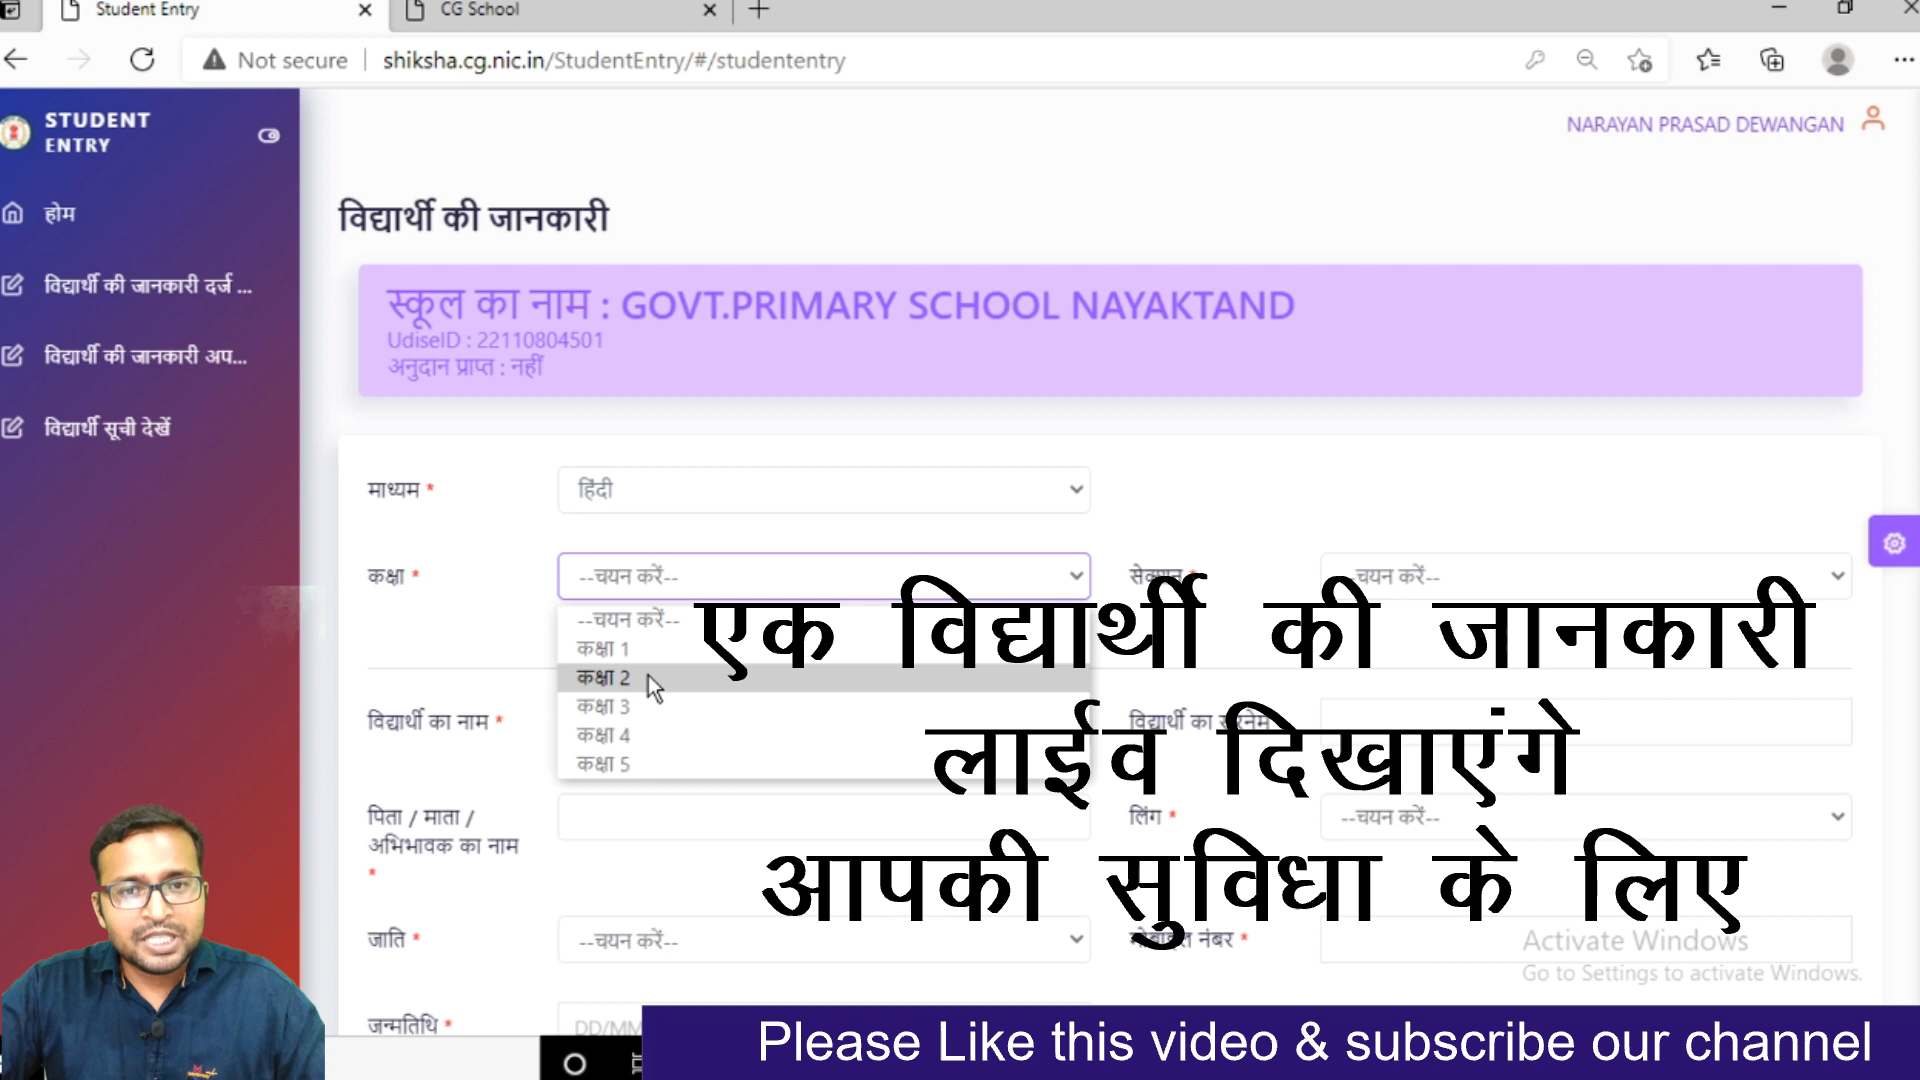 Student Entry
CG School
Not secure
shiksha.cg.nic.in/StudentEntry/#/studententry
STUDENT
ENTRY
NARAYAN PRASAD DEWANGAN
होम
विद्यार्थी की जानकारी दर्ज ...
विद्यार्थी की जानकारी अप...
विद्यार्थी सूची देखें
विद्यार्थी की जानकारी
स्कूल का नाम : GOVT.PRIMARY SCHOOL NAYAKTAND
UdiseID : 22110804501
अनुदान प्राप्त : नहीं
माध्यम *
हिंदी
कक्षा *
--चयन करें--
--चयन करें--
--चयन करें--
कक्षा 1
कक्षा 2
कक्षा 3
कक्षा 4
कक्षा 5
एक विद्यार्थी की जानकारी
लाईव दिखाएंगे
आपकी सुविधा के लिए
विद्यार्थी का नाम *
विद्यार्थी का सरनेम
पिता / माता /
अभिभावक का नाम
*
लिंग *
--चयन करें--
जाति *
--चयन करें--
मोबाइल नंबर *
Activate Windows
Go to Settings to activate Windows.
जन्मतिथि *
DD/MM
Please Like this video & subscribe our channel